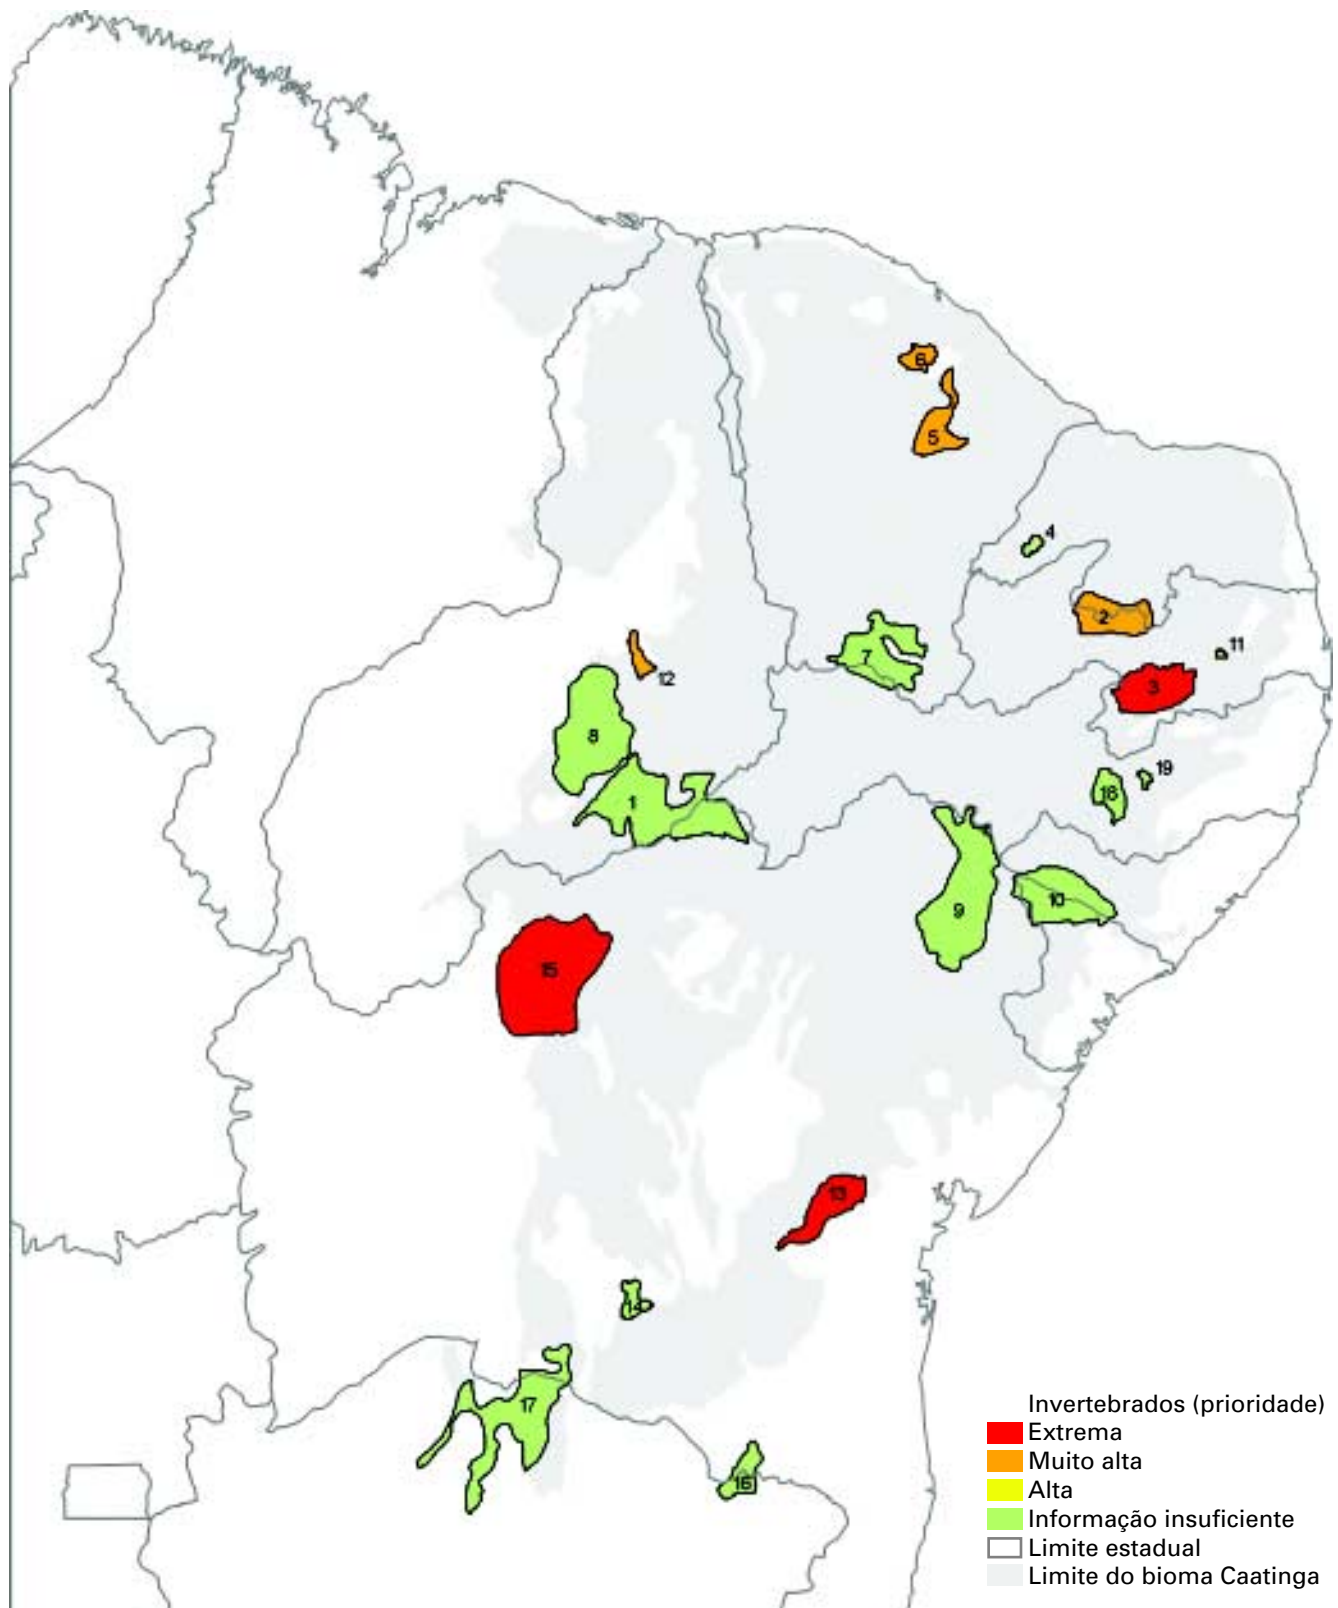 6
5
4
2
11
7
3
12
8
19
18
1
9
10
15
13
14
17
16
Invertebrados (prioridade)
Extrema
Muito alta
Alta
Informação insuficiente
Limite estadual
Limite do bioma Caatinga